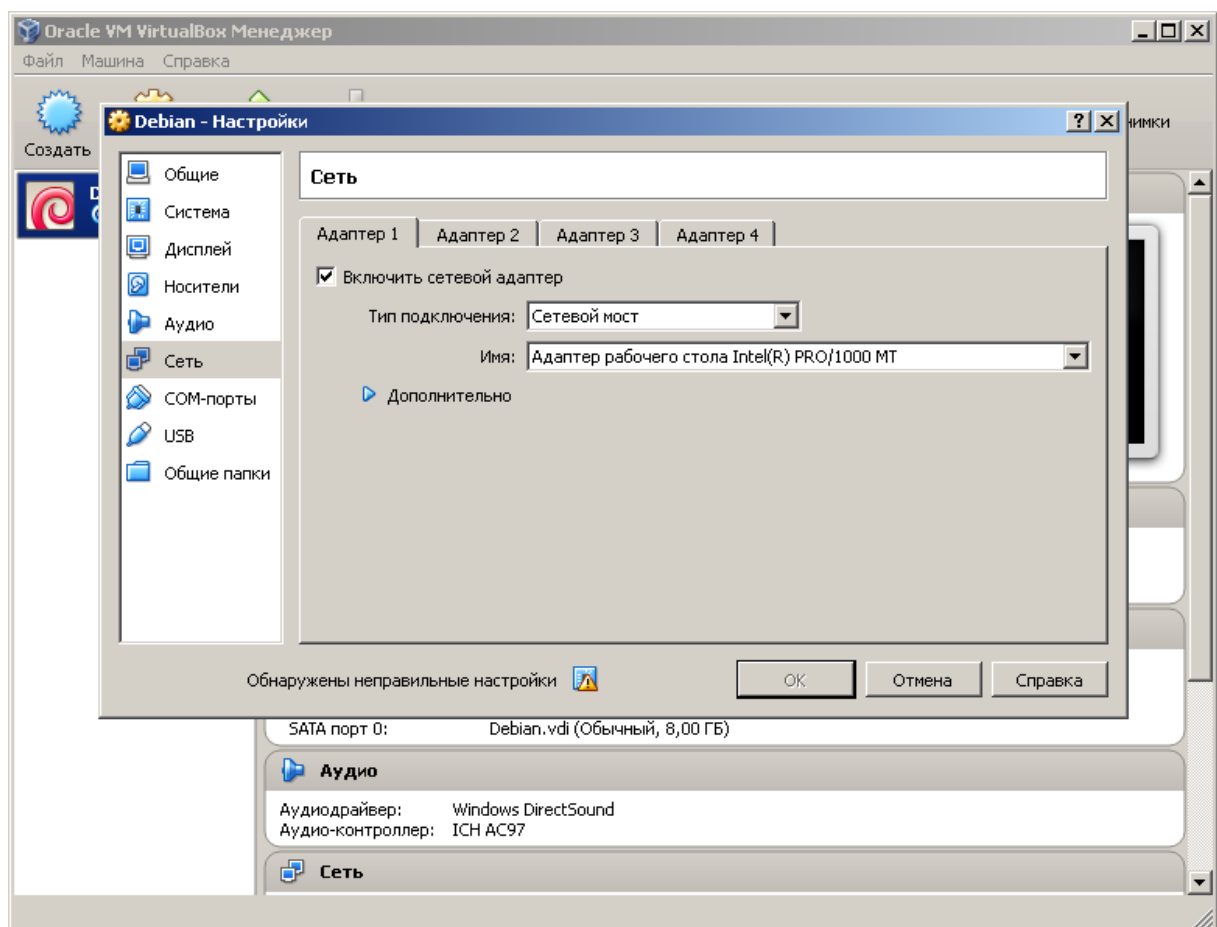 Oracle VM VirtualBox Менеджер
Файл Машина Справка
Создать
Debian - Настройки
Общие
Система
Дисплей
Носители
Аудио
Сеть
COM-порты
USB
Общие папки
Сеть
Адаптер 1 Адаптер 2 Адаптер 3 Адаптер 4
Включить сетевой адаптер
Тип подключения: Сетевой мост
Имя: Адаптер рабочего стола Intel(R) PRO/1000 MT
Дополнительно
Обнаружены неправильные настройки
OK Отмена Справка
SATA порт 0: Debian.vdi (Обычный, 8,00 ГБ)
Аудио
Аудиодрайвер: Windows DirectSound
Аудио-контроллер: ICH AC97
Сеть